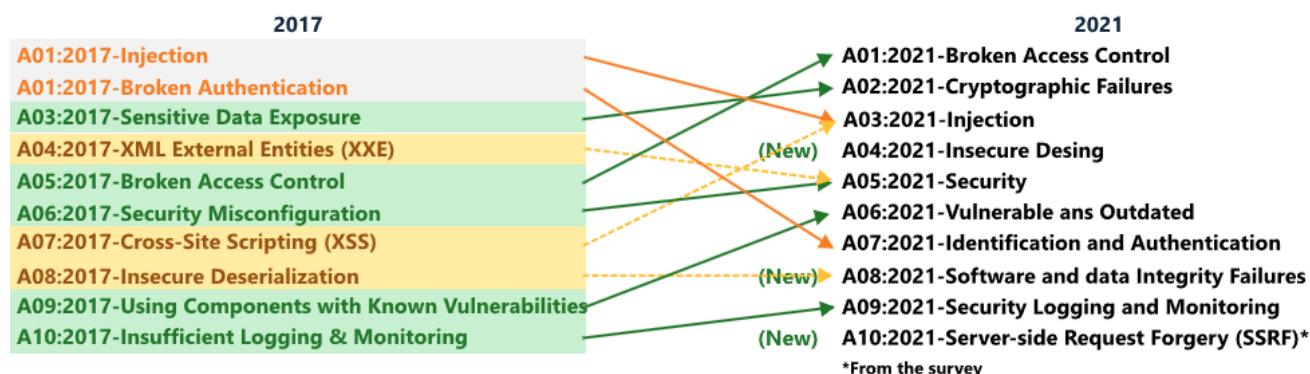 2017
A01:2017-Injection
A01:2017-Broken Authentication
A03:2017-Sensitive Data Exposure
A04:2017-XML External Entities (XXE)
A05:2017-Broken Access Control
A06:2017-Security Misconfiguration
A07:2017-Cross-Site Scripting (XSS)
A08:2017-Insecure Deserialization
A09:2017-Using Components with Known Vulnerabilities
A10:2017-Insufficient Logging & Monitoring
2021
A01:2021-Broken Access Control
A02:2021-Cryptographic Failures
A03:2021-Injection
(New) A04:2021-Insecure Desing
A05:2021-Security
A06:2021-Vulnerable ans Outdated
A07:2021-Identification and Authentication
(New) A08:2021-Software and data Integrity Failures
A09:2021-Security Logging and Monitoring
(New) A10:2021-Server-side Request Forgery (SSRF)*
*From the survey